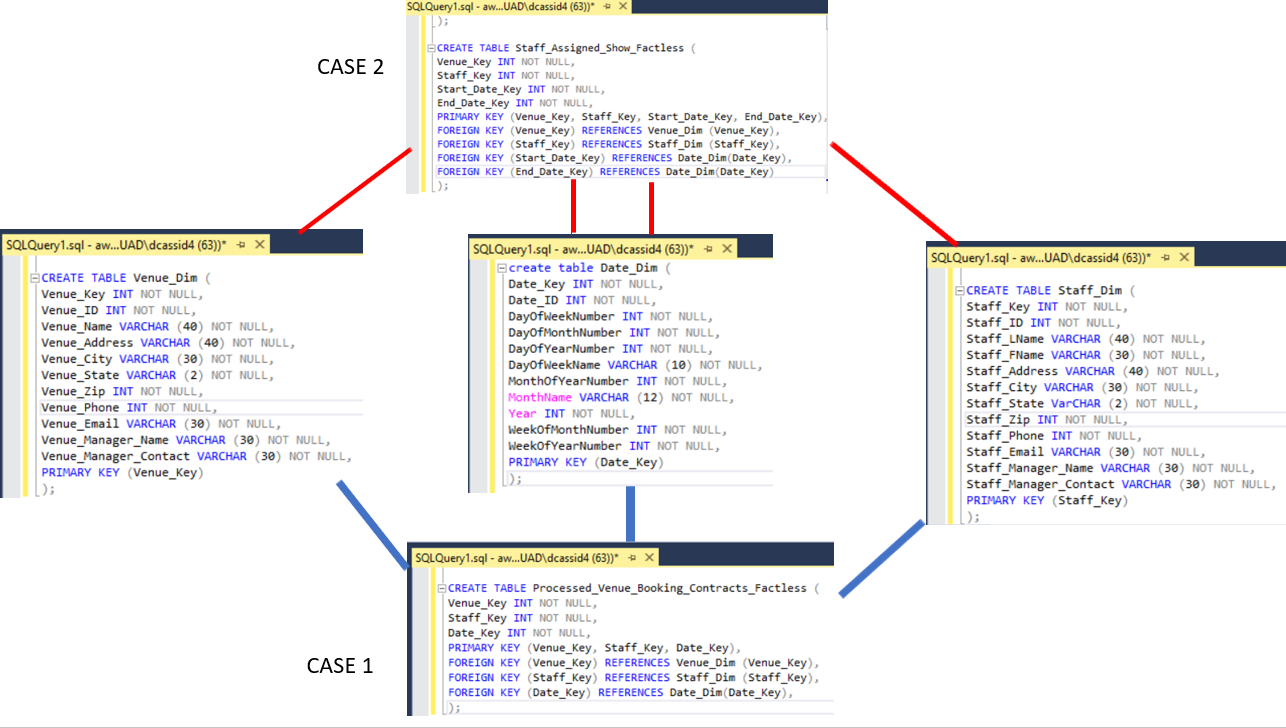 SQLQuery1.sql - aw...UAD\dcassid4 (63))*
);
CREATE TABLE Staff_Assigned_Show_Factless (
Venue_Key INT NOT NULL,
Staff_Key INT NOT NULL,
Start_Date_Key INT NOT NULL,
End_Date_Key INT NOT NULL,
PRIMARY KEY (Venue_Key, Staff_Key, Start_Date_Key, End_Date_Key),
FOREIGN KEY (Venue_Key) REFERENCES Venue_Dim (Venue_Key),
FOREIGN KEY (Staff_Key) REFERENCES Staff_Dim (Staff_Key),
FOREIGN KEY (Start_Date_Key) REFERENCES Date_Dim(Date_Key),
FOREIGN KEY (End_Date_Key) REFERENCES Date_Dim(Date_Key)
);
CASE 2
SQLQuery1.sql - aw...UAD\dcassid4 (63))*
CREATE TABLE Venue_Dim (
Venue_Key INT NOT NULL,
Venue_ID INT NOT NULL,
Venue_Name VARCHAR (40) NOT NULL,
Venue_Address VARCHAR (40) NOT NULL,
Venue_City VARCHAR (30) NOT NULL,
Venue_State VARCHAR (2) NOT NULL,
Venue_Zip INT NOT NULL,
Venue_Phone INT NOT NULL,
Venue_Email VARCHAR (30) NOT NULL,
Venue_Manager_Name VARCHAR (30) NOT NULL,
Venue_Manager_Contact VARCHAR (30) NOT NULL,
PRIMARY KEY (Venue_Key)
);
SQLQuery1.sql - aw...UAD\dcassid4 (63))*
create table Date_Dim (
Date_Key INT NOT NULL,
Date_ID INT NOT NULL,
DayOfWeekNumber INT NOT NULL,
DayOfMonthNumber INT NOT NULL,
DayOfYearNumber INT NOT NULL,
DayOfWeekName VARCHAR (10) NOT NULL,
MonthOfYearNumber INT NOT NULL,
MonthName VARCHAR (12) NOT NULL,
Year INT NOT NULL,
WeekOfMonthNumber INT NOT NULL,
WeekOfYearNumber INT NOT NULL,
PRIMARY KEY (Date_Key)
);
SQLQuery1.sql - aw...UAD\dcassid4 (63))*
CREATE TABLE Staff_Dim (
Staff_Key INT NOT NULL,
Staff_ID INT NOT NULL,
Staff_LName VARCHAR (40) NOT NULL,
Staff_FName VARCHAR (30) NOT NULL,
Staff_Address VARCHAR (40) NOT NULL,
Staff_City VARCHAR (30) NOT NULL,
Staff_State VarCHAR (2) NOT NULL,
Staff_Zip INT NOT NULL,
Staff_Phone INT NOT NULL,
Staff_Email VARCHAR (30) NOT NULL,
Staff_Manager_Name VARCHAR (30) NOT NULL,
Staff_Manager_Contact VARCHAR (30) NOT NULL,
PRIMARY KEY (Staff_Key)
);
SQLQuery1.sql - aw...UAD\dcassid4 (63))*
CREATE TABLE Processed_Venue_Booking_Contracts_Factless (
Venue_Key INT NOT NULL,
Staff_Key INT NOT NULL,
Date_Key INT NOT NULL,
PRIMARY KEY (Venue_Key, Staff_Key, Date_Key),
FOREIGN KEY (Venue_Key) REFERENCES Venue_Dim (Venue_Key),
FOREIGN KEY (Staff_Key) REFERENCES Staff_Dim (Staff_Key),
FOREIGN KEY (Date_Key) REFERENCES Date_Dim(Date_Key),
);
CASE 1